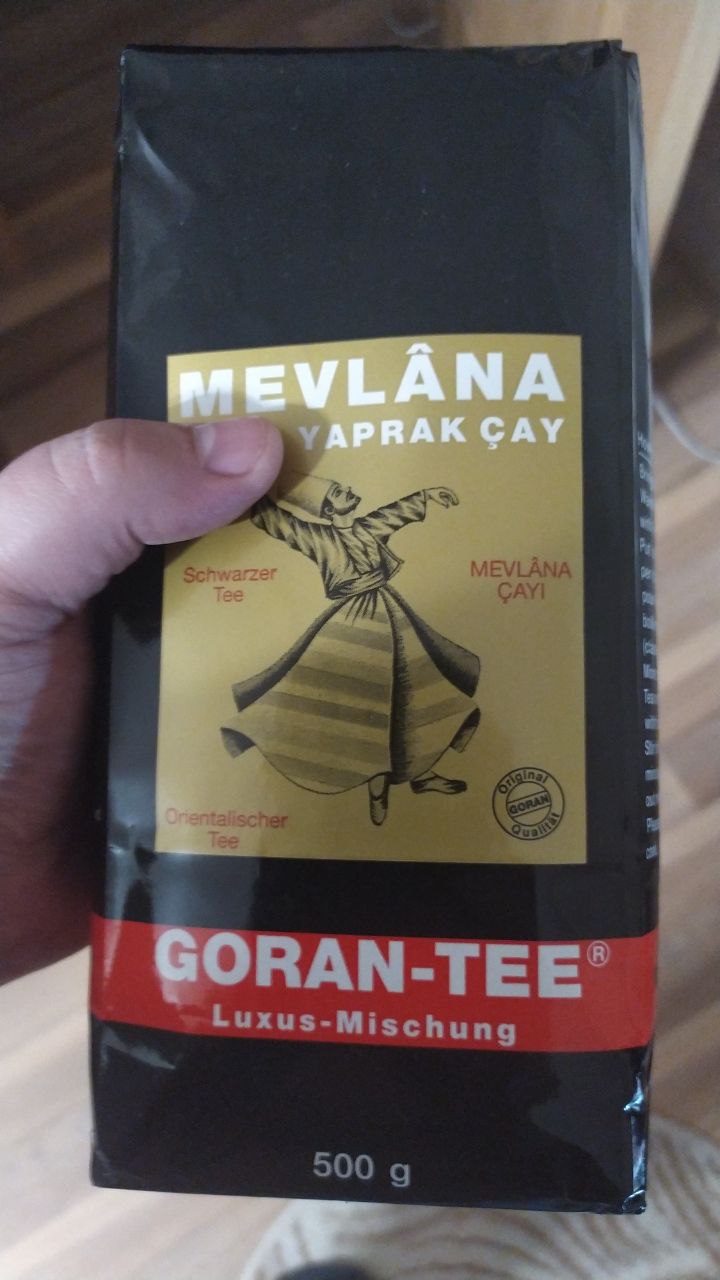 MEVLÂNA
YAPRAK ÇAY
Schwarzer
Tee
MEVLÂNA
ÇAYI
Original
GORAN
Qualität
Orientalischer
Tee
GORAN-TEE®
Luxus-Mischung
500 g